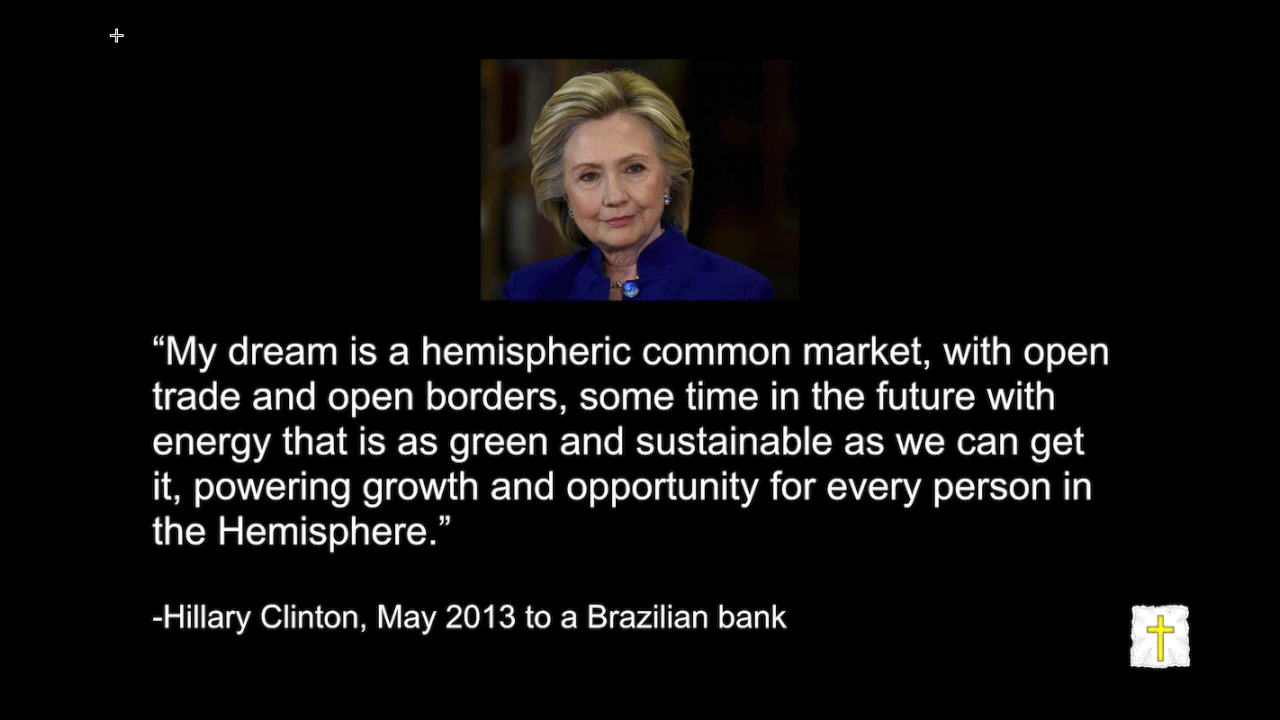 “My dream is a hemispheric common market, with open
trade and open borders, some time in the future with
energy that is as green and sustainable as we can get
it, powering growth and opportunity for every person in
the Hemisphere.”
-Hillary Clinton, May 2013 to a Brazilian bank